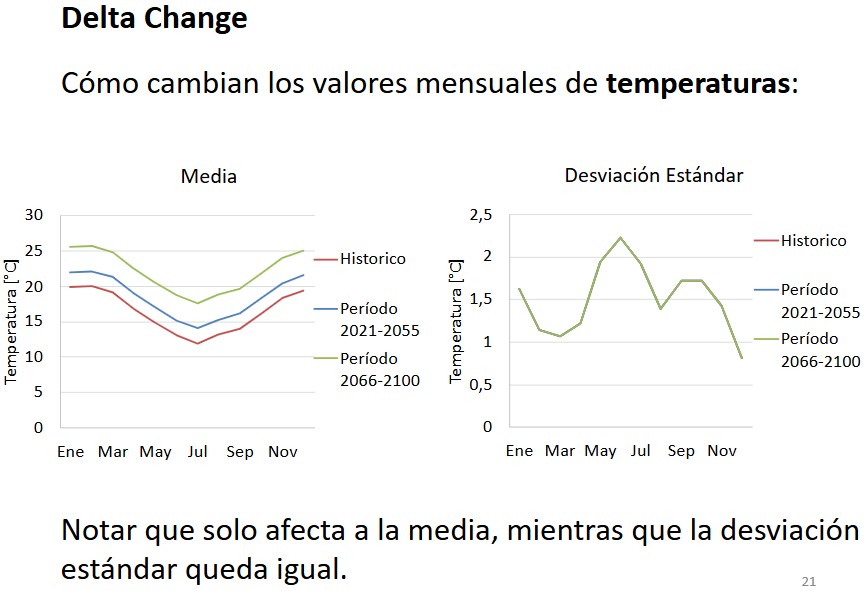 Delta Change
Cómo cambian los valores mensuales de temperaturas:
Media
30
25
20
15
10
5
0
Temperatura [°C]
Ene Mar May Jul Sep Nov
Historico
Período
2021-2055
Período
2066-2100
Desviación Estándar
2,5
2
1,5
1
0,5
0
Temperatura [°C]
Ene Mar May Jul Sep Nov
Historico
Período
2021-2055
Período
2066-2100
Notar que solo afecta a la media, mientras que la desviación
estándar queda igual.
21